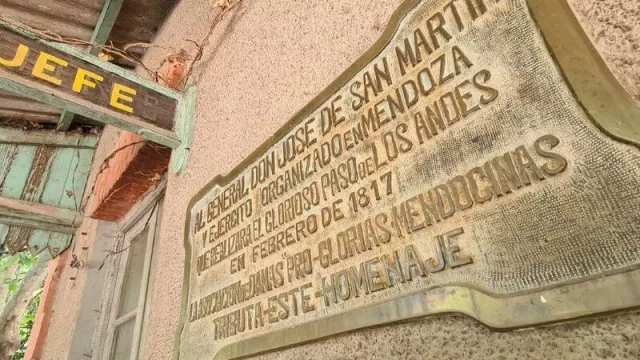 JEFE
AL GENERAL DON JOSE DE SAN MARTIN
Y EJERCITO ORGANIZADO EN MENDOZA
QUE REALIZARA EL GLORIOSO PASO DE LOS ANDES
EN FEBRERO DE 1817
LA ASOCIACION DE DAMAS "PRO-GLORIAS MENDOCINAS
TRIBUTA-ESTE-HOMENAJE